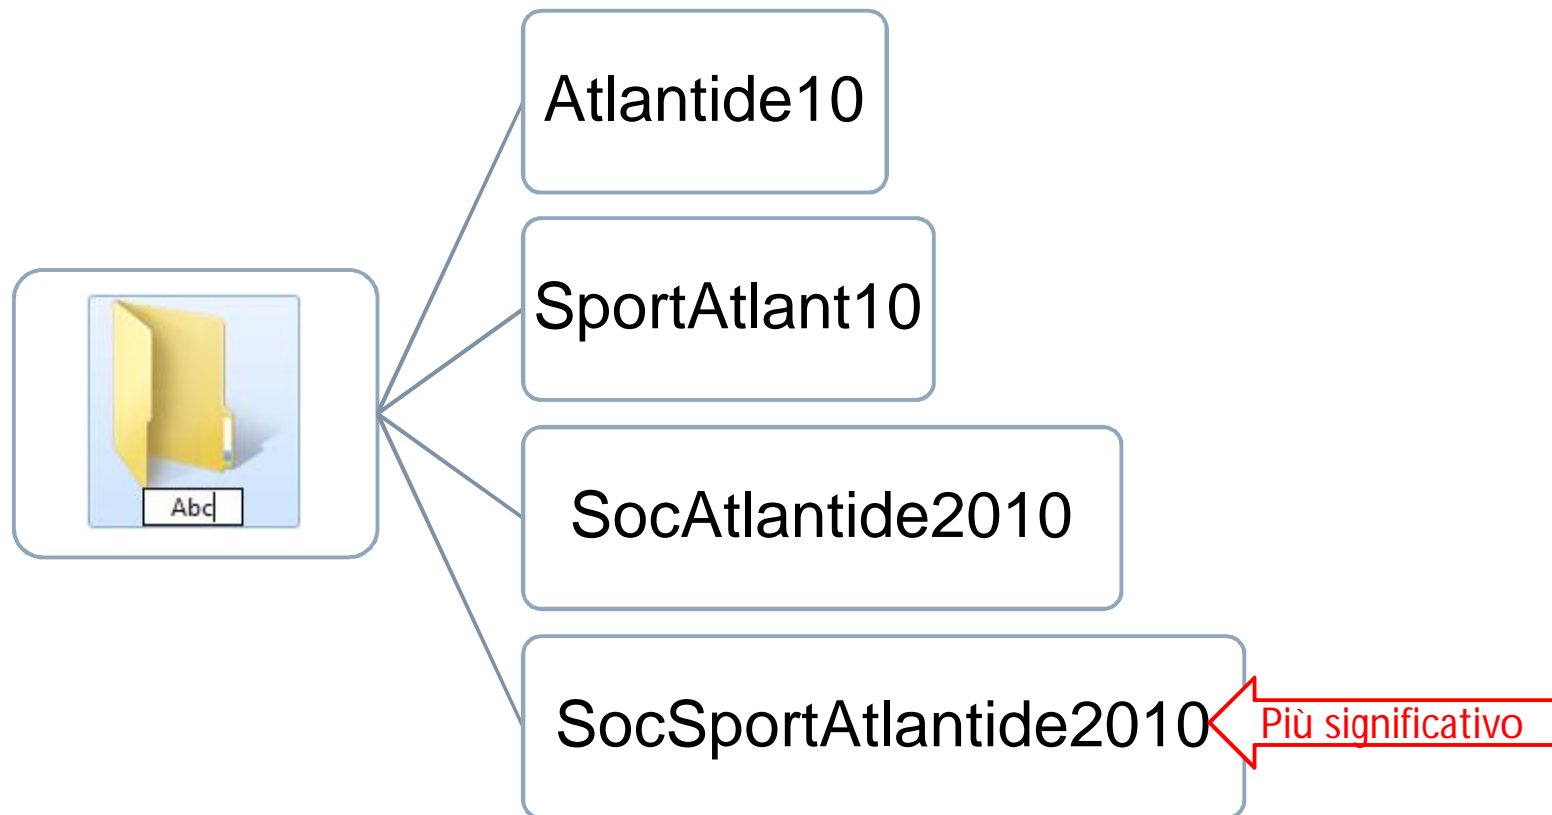 Atlantide10
SportAtlant10
Abc
SocAtlantide2010
SocSportAtlantide2010
Più significativo